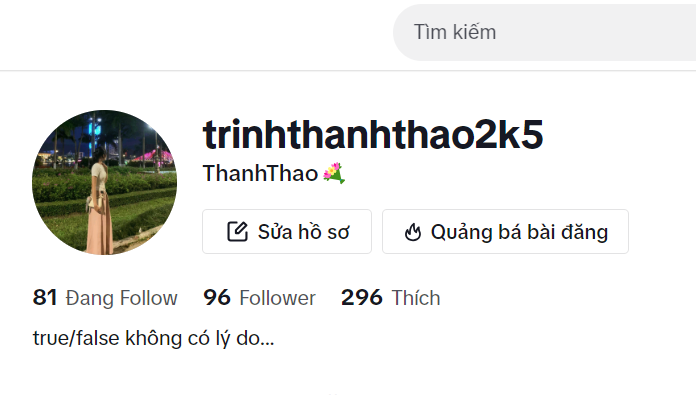 Tìm kiếm
trinhthanhthao2k5
ThanhThao 💐
Sửa hồ sơ
Quảng bá bài đăng
81 Đang Follow 96 Follower 296 Thích
true/false không có lý do...